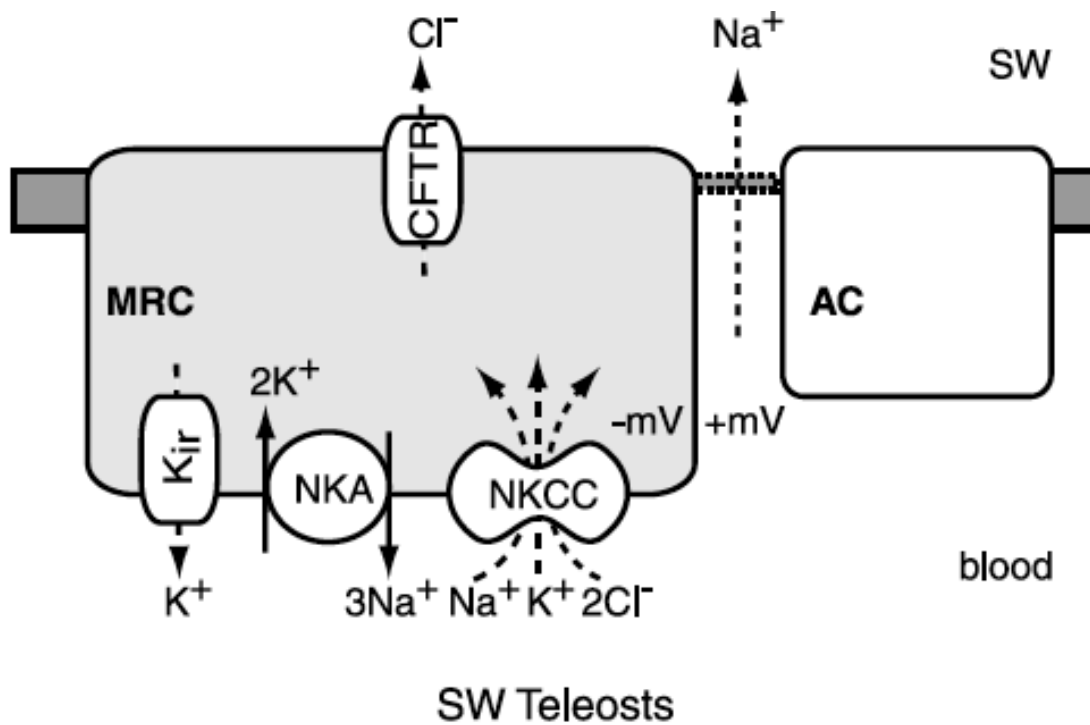 Cl⁻
Na⁺
SW
CFTR
MRC
AC
2K⁺
-mV
+mV
Kir
NKA
NKCC
blood
K⁺
3Na⁺
Na⁺ K⁺ 2Cl⁻
SW Teleosts